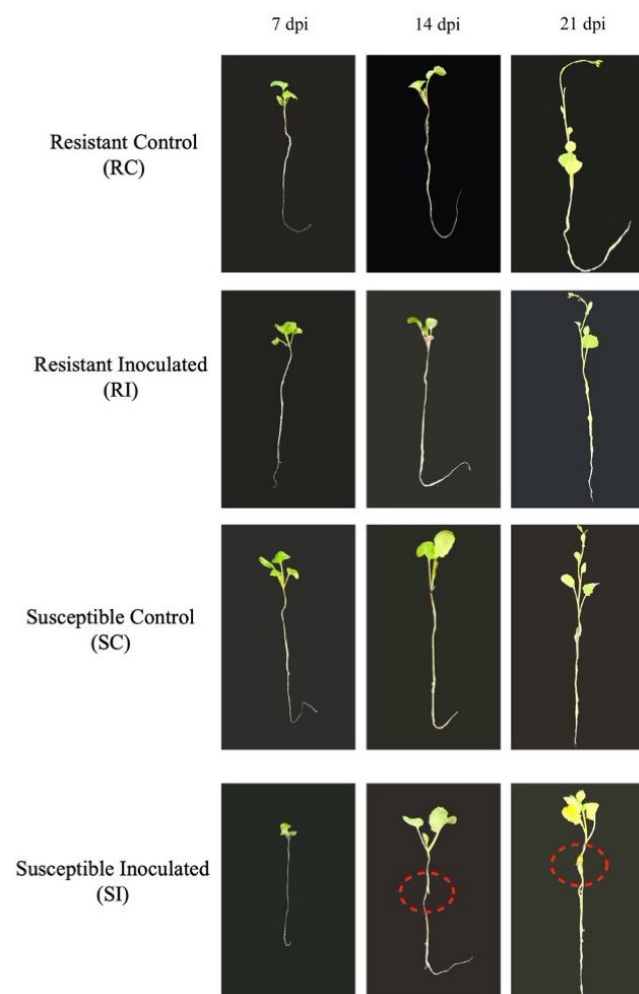 7 dpi
14 dpi
21 dpi
Resistant Control
(RC)
Resistant Inoculated
(RI)
Susceptible Control
(SC)
Susceptible Inoculated
(SI)